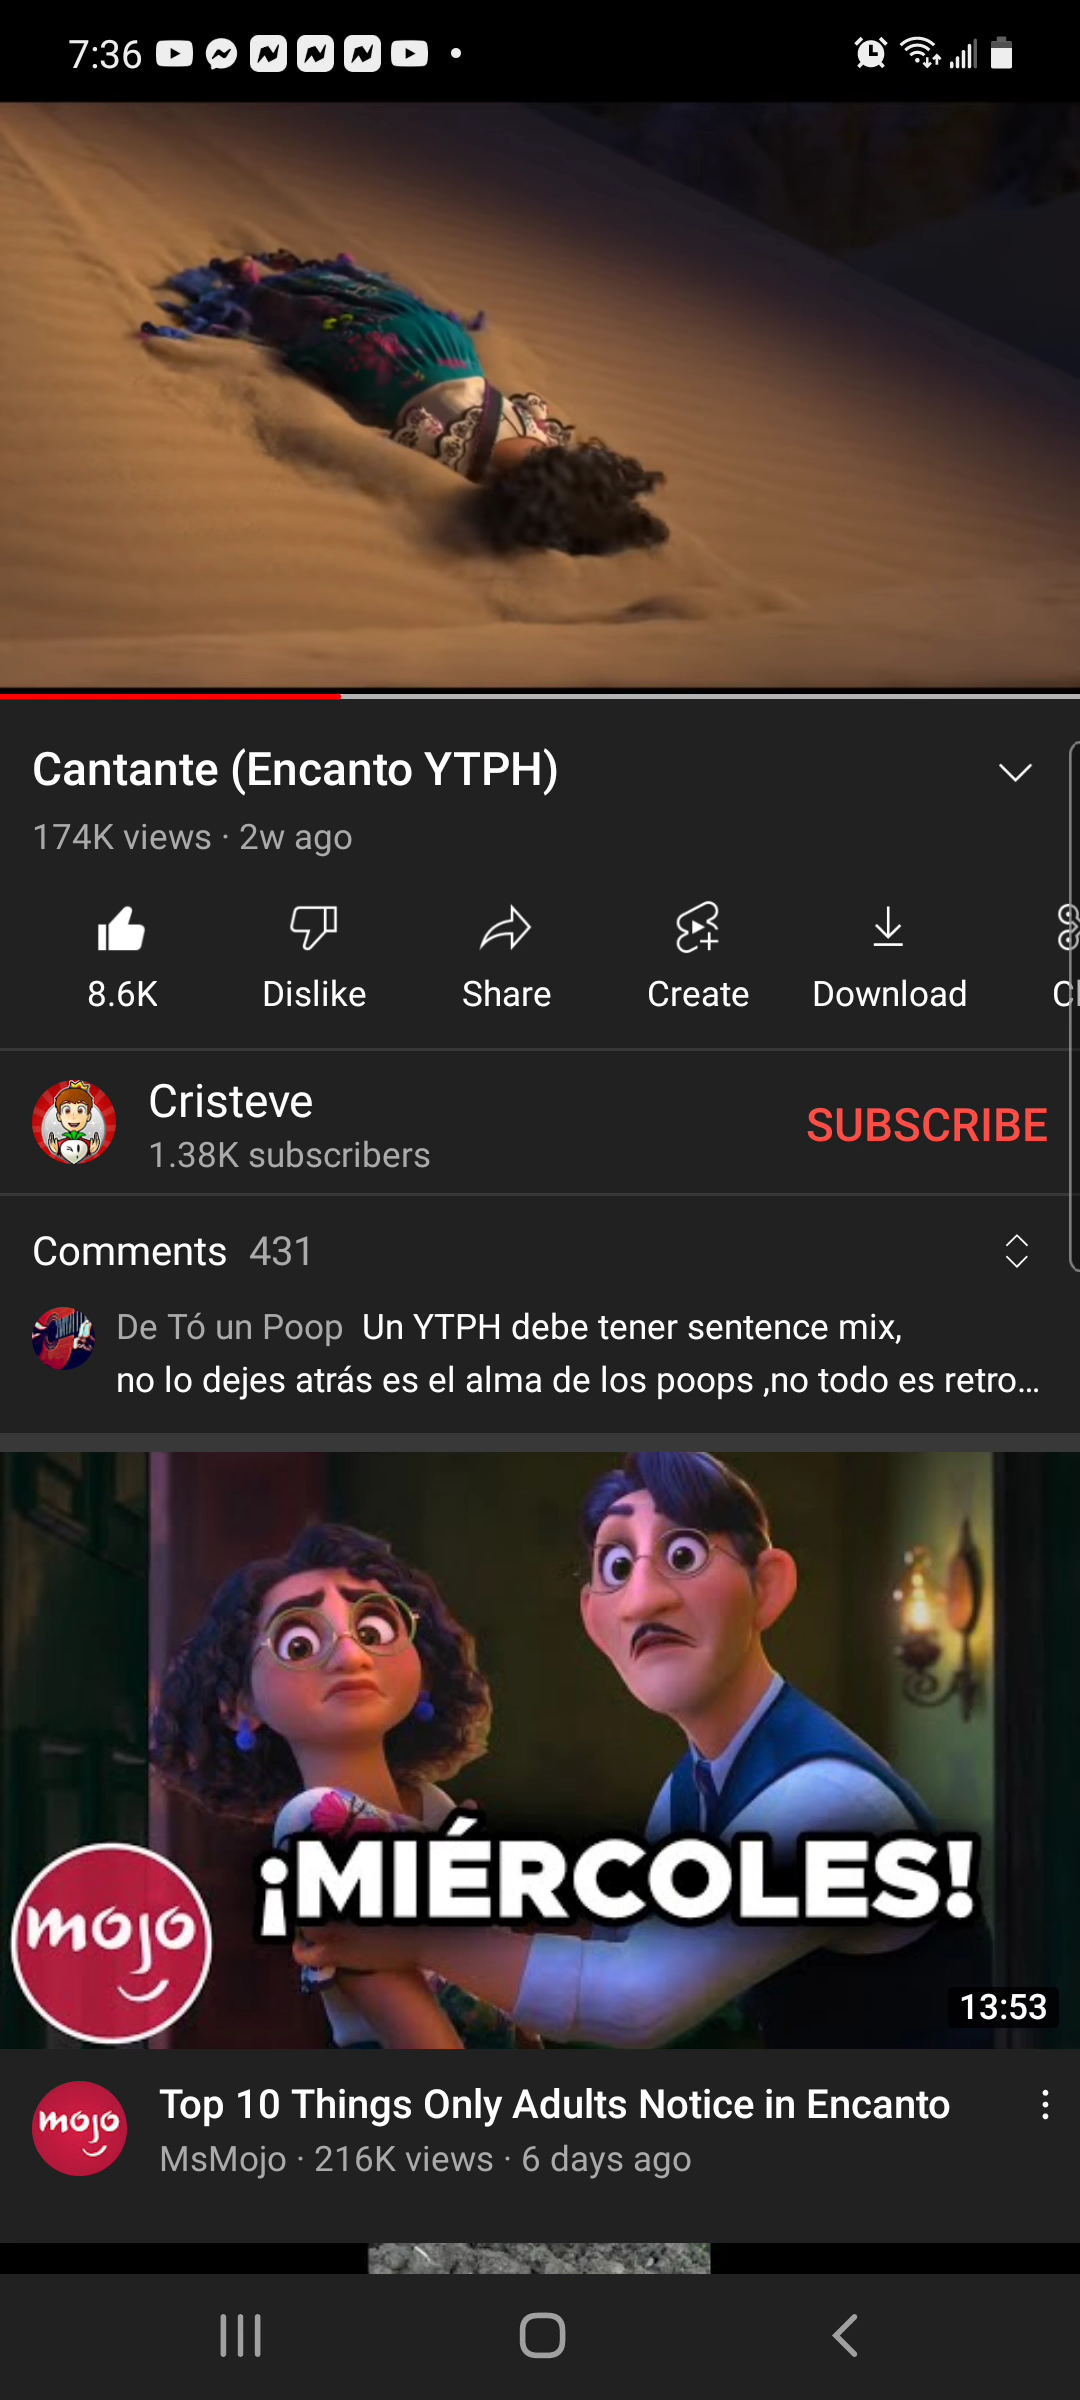 7:36
Cantante (Encanto YTPH)
174K views · 2w ago
8.6K
Dislike
Share
Create
Download
Cristeve
1.38K subscribers
SUBSCRIBE
Comments 431
De Tó un Poop Un YTPH debe tener sentence mix,
no lo dejes atrás es el alma de los poops ,no todo es retro...
¡MIÉRCOLES!
mojo
13:53
mojo
Top 10 Things Only Adults Notice in Encanto
MsMojo · 216K views · 6 days ago